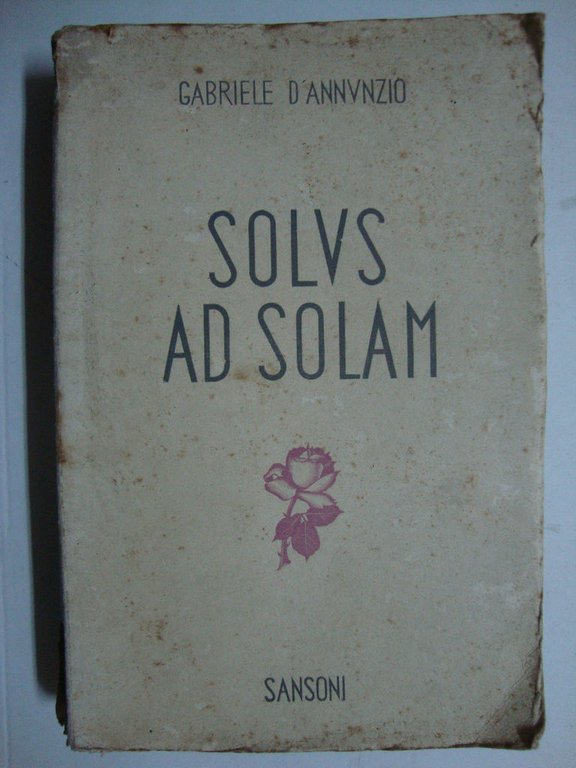 GABRIELE D'ANNVNZIO
SOLVS
AD SOLAM
SANSONI